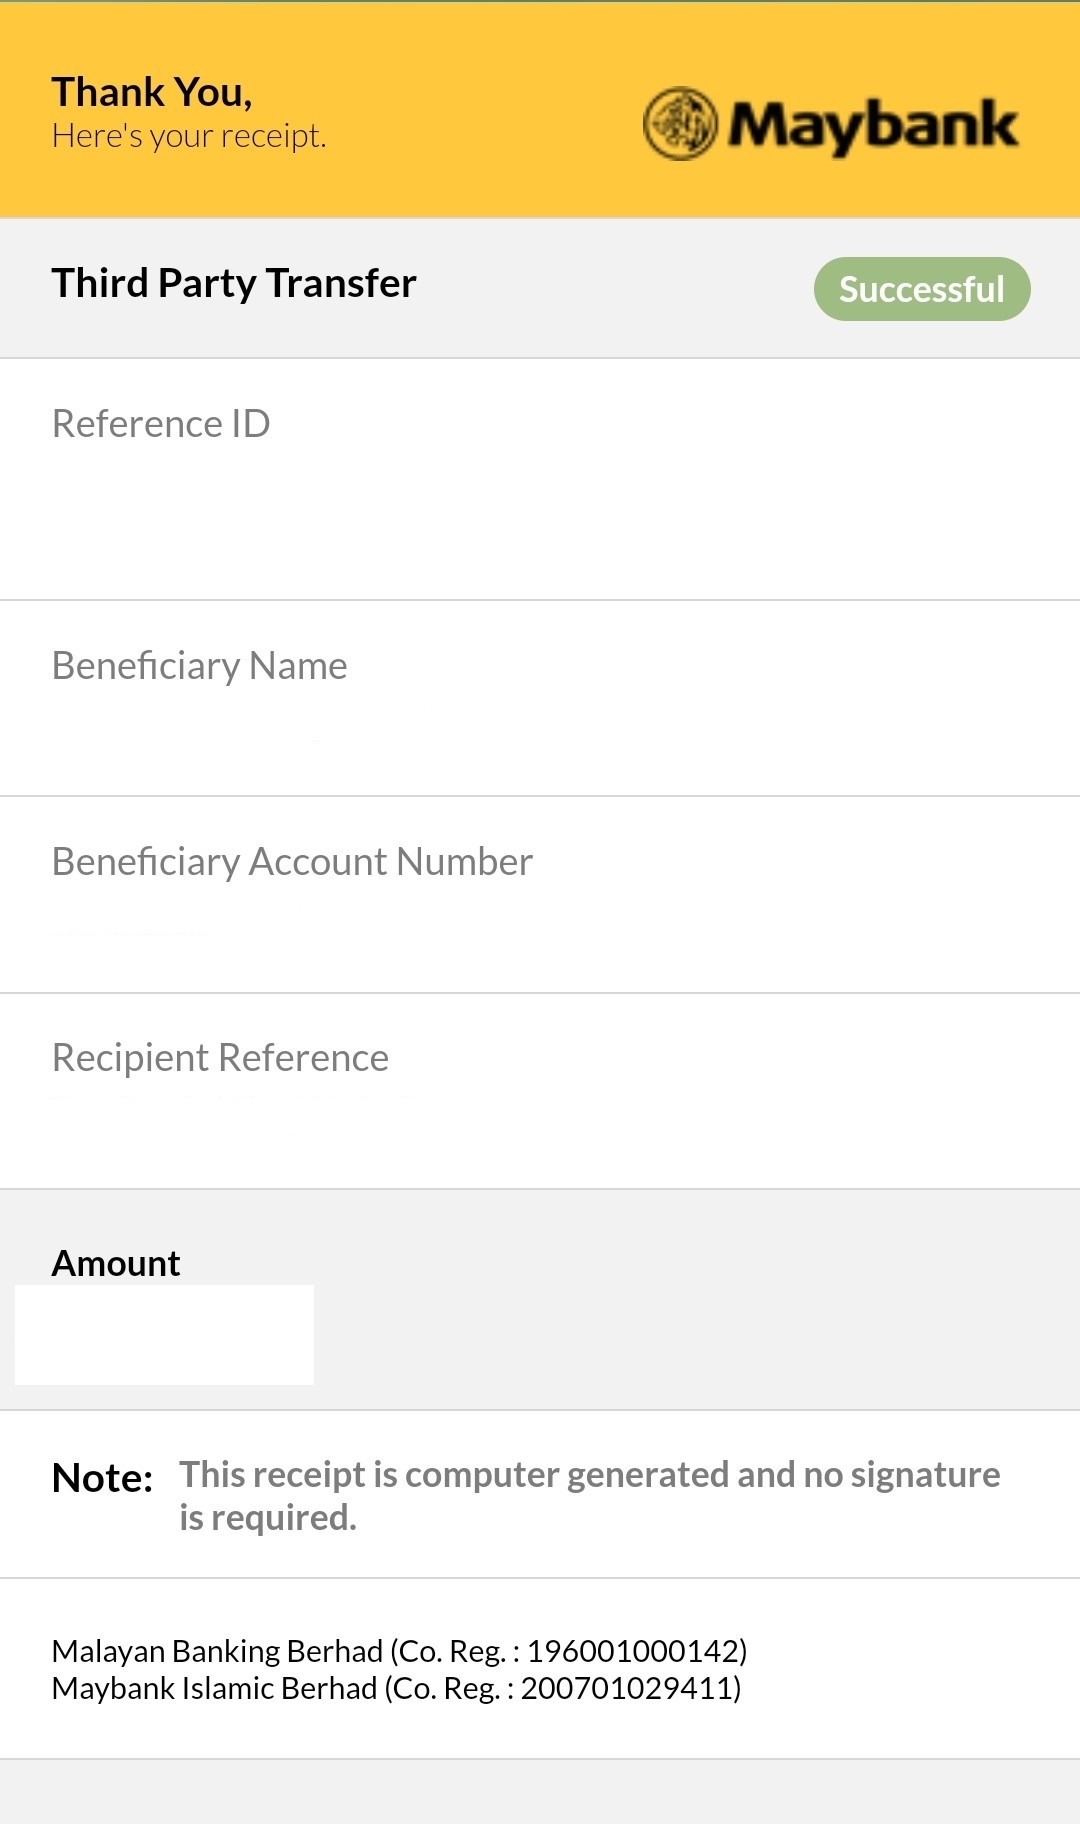 Thank You,
Here's your receipt.
Maybank
Third Party Transfer
Successful
Reference ID
Beneficiary Name
Beneficiary Account Number
Recipient Reference
Amount
Note: This receipt is computer generated and no signature
is required.
Malayan Banking Berhad (Co. Reg. : 196001000142)
Maybank Islamic Berhad (Co. Reg. : 200701029411)